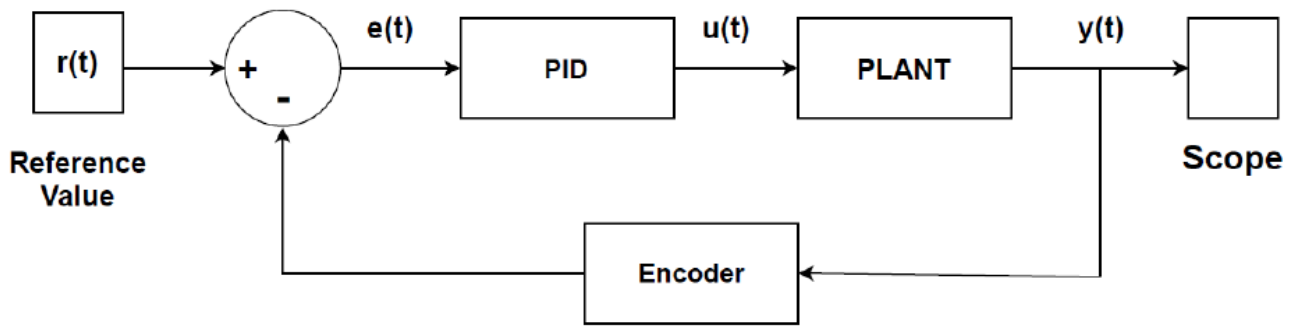 r(t)
+
-
e(t)
PID
u(t)
PLANT
y(t)
Reference
Value
Scope
Encoder